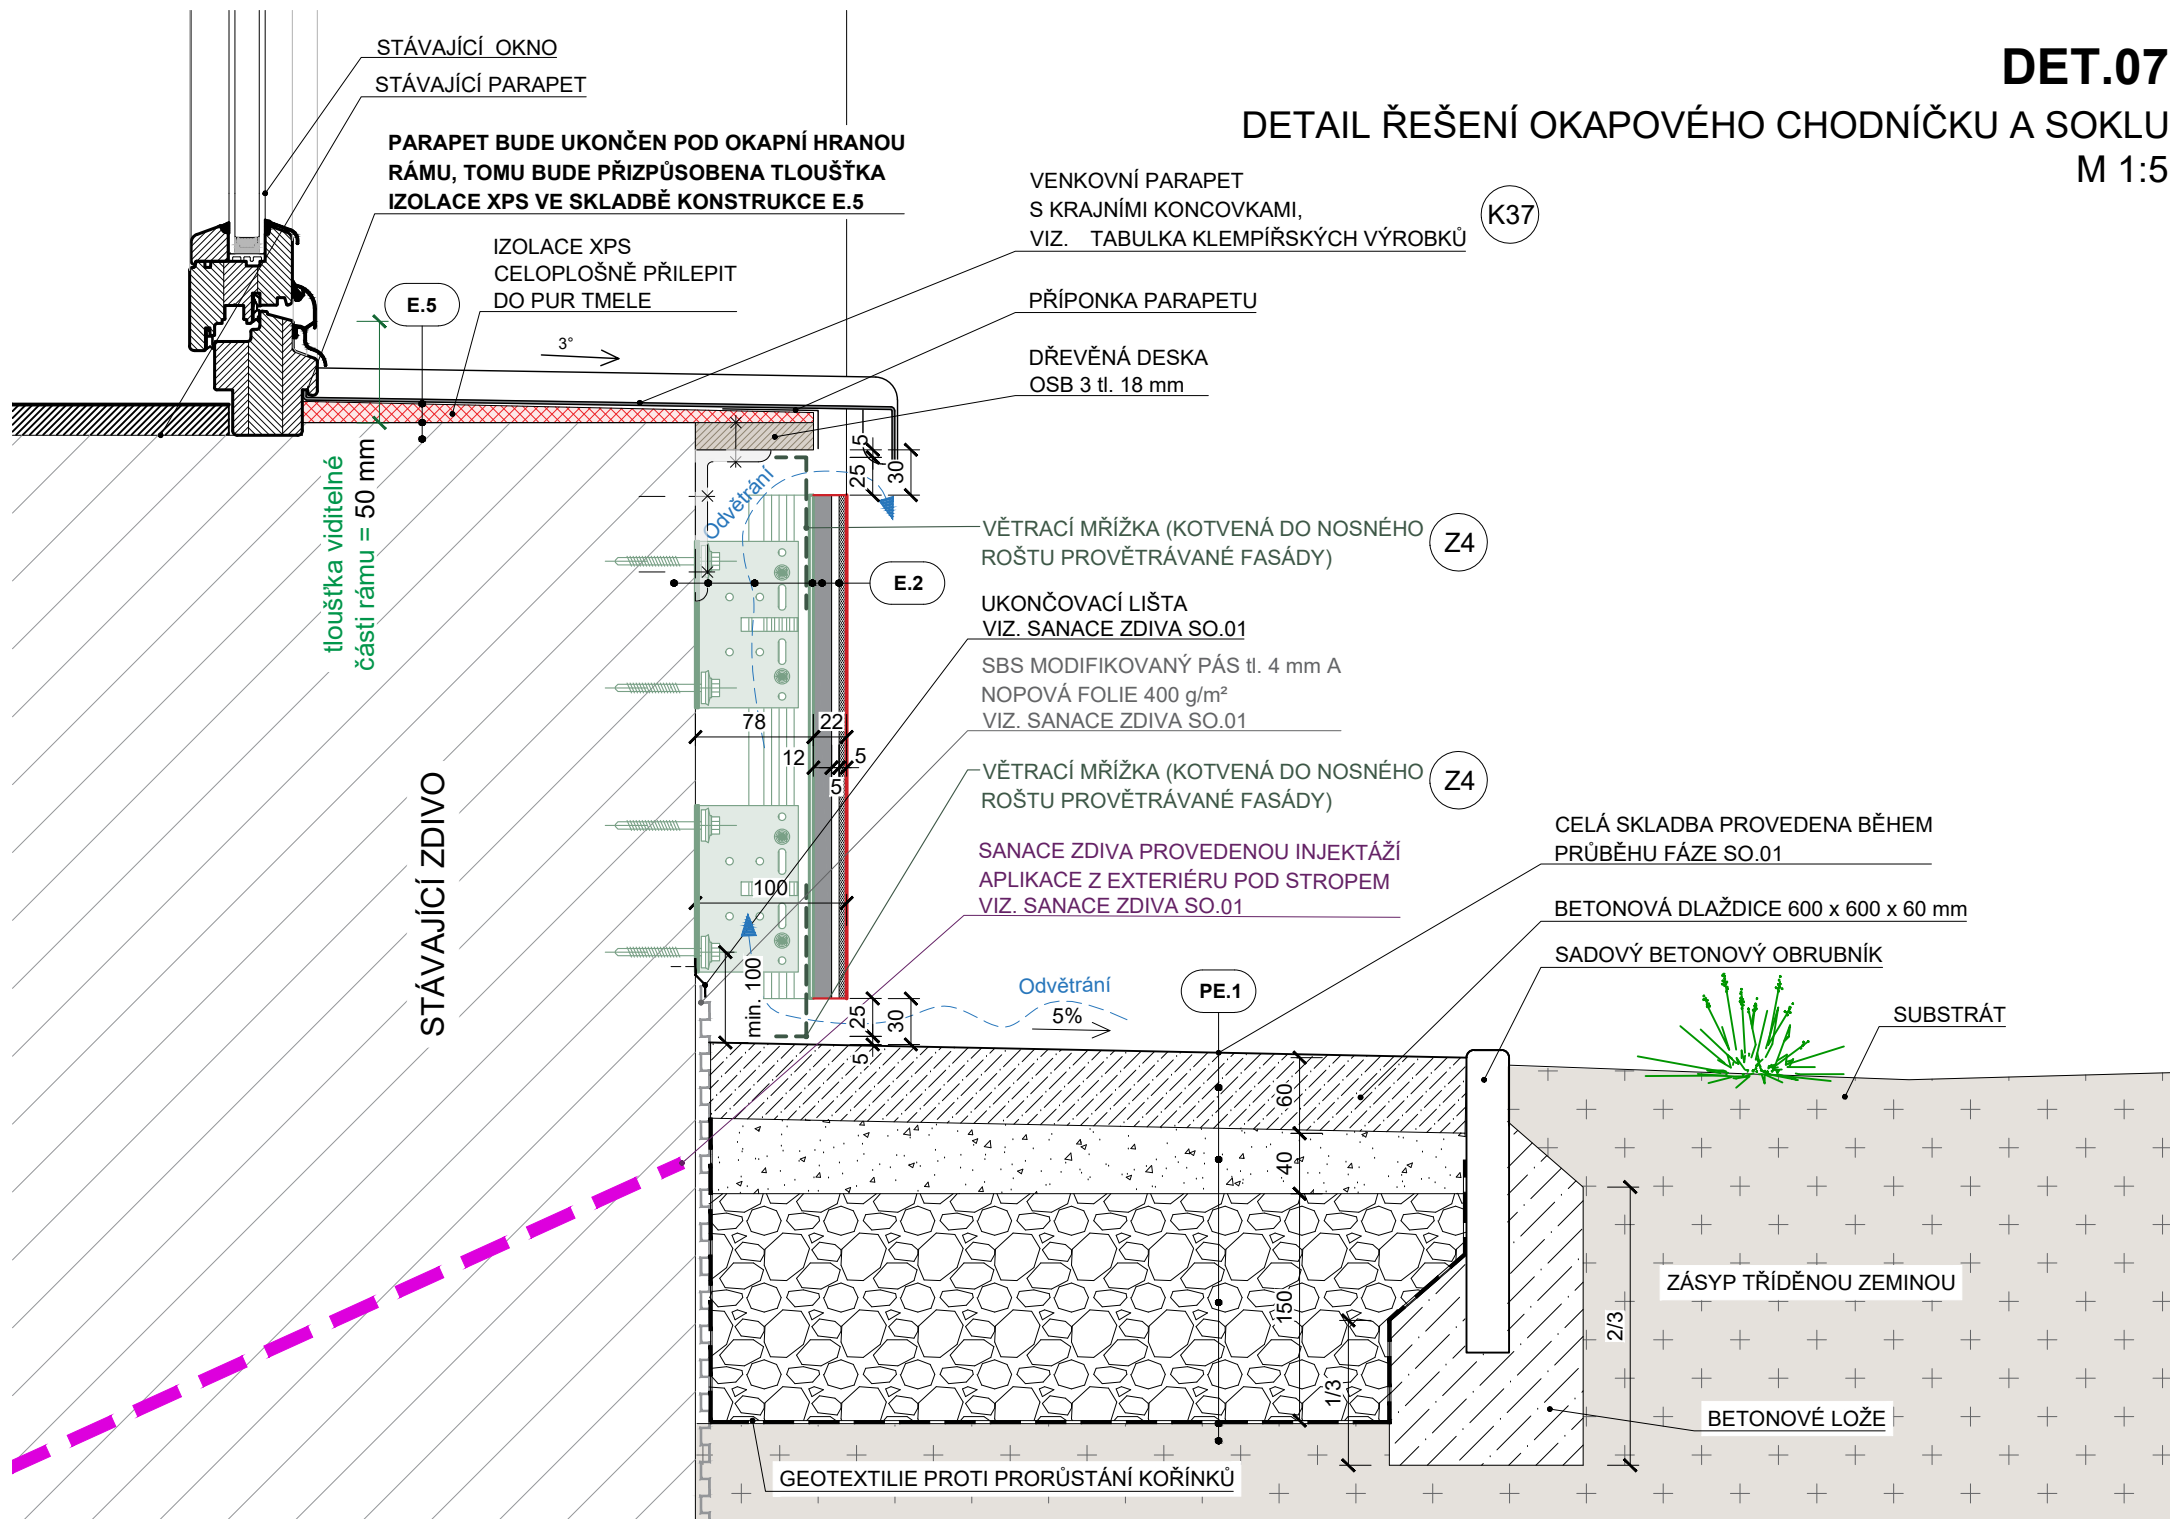 DET.07
DETAIL ŘEŠENÍ OKAPOVÉHO CHODNÍČKU A SOKLU
M 1:5
STÁVAJÍCÍ OKNO
STÁVAJÍCÍ PARAPET
PARAPET BUDE UKONČEN POD OKAPNÍ HRANOU
RÁMU, TOMU BUDE PŘIZPŮSOBENA TLOUŠŤKA
IZOLACE XPS VE SKLADBĚ KONSTRUKCE E.5
IZOLACE XPS
CELOPLOŠNĚ PŘILEPIT
DO PUR TMELE
E.5
3°
VENKOVNÍ PARAPET
S KRAJNÍMI KONCOVKAMI,
VIZ. TABULKA KLEMPÍŘSKÝCH VÝROBKŮ
K37
PŘÍPONKA PARAPETU
DŘEVĚNÁ DESKA
OSB 3 tl. 18 mm
5
25
30
tloušťka viditelné
části rámu = 50 mm
Odvětrání
VĚTRACÍ MŘÍŽKA (KOTVENÁ DO NOSNÉHO
ROŠTU PROVĚTRÁVANÉ FASÁDY)
Z4
E.2
UKONČOVACÍ LIŠTA
VIZ. SANACE ZDIVA SO.01
SBS MODIFIKOVANÝ PÁS tl. 4 mm A
NOPOVÁ FOLIE 400 g/m²
VIZ. SANACE ZDIVA SO.01
78
22
12
5
5
VĚTRACÍ MŘÍŽKA (KOTVENÁ DO NOSNÉHO
ROŠTU PROVĚTRÁVANÉ FASÁDY)
Z4
STÁVAJÍCÍ ZDIVO
SANACE ZDIVA PROVEDENOU INJEKTÁŽÍ
APLIKACE Z EXTERIÉRU POD STROPEM
VIZ. SANACE ZDIVA SO.01
100
min. 100
CELÁ SKLADBA PROVEDENA BĚHEM
PRŮBĚHU FÁZE SO.01
BETONOVÁ DLAŽDICE 600 x 600 x 60 mm
SADOVÝ BETONOVÝ OBRUBNÍK
Odvětrání
5%
PE.1
SUBSTRÁT
25
30
5
60
40
150
1/3
2/3
ZÁSYP TŘÍDĚNOU ZEMINOU
BETONOVÉ LOŽE
GEOTEXTILIE PROTI PRORŮSTÁNÍ KOŘÍNKŮ